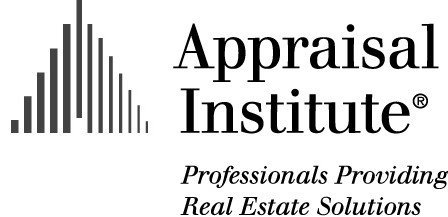 Appraisal
Institute®
Professionals Providing
Real Estate Solutions